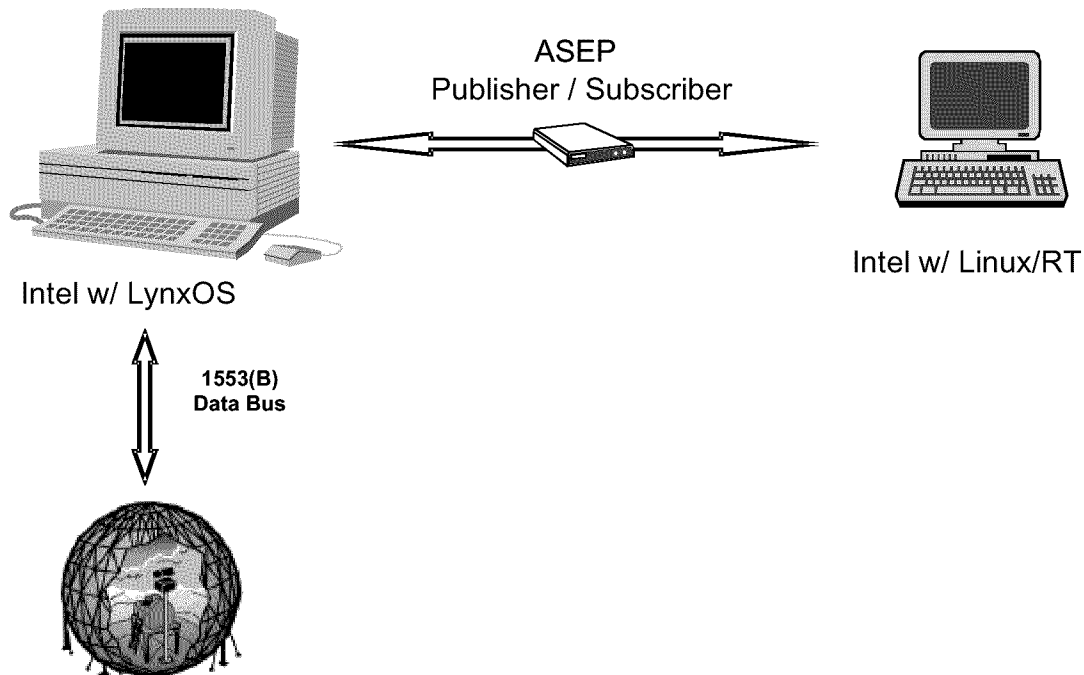 ASEP
Publisher / Subscriber
Intel w/ LynxOS
Intel w/ Linux/RT
1553(B)
Data Bus